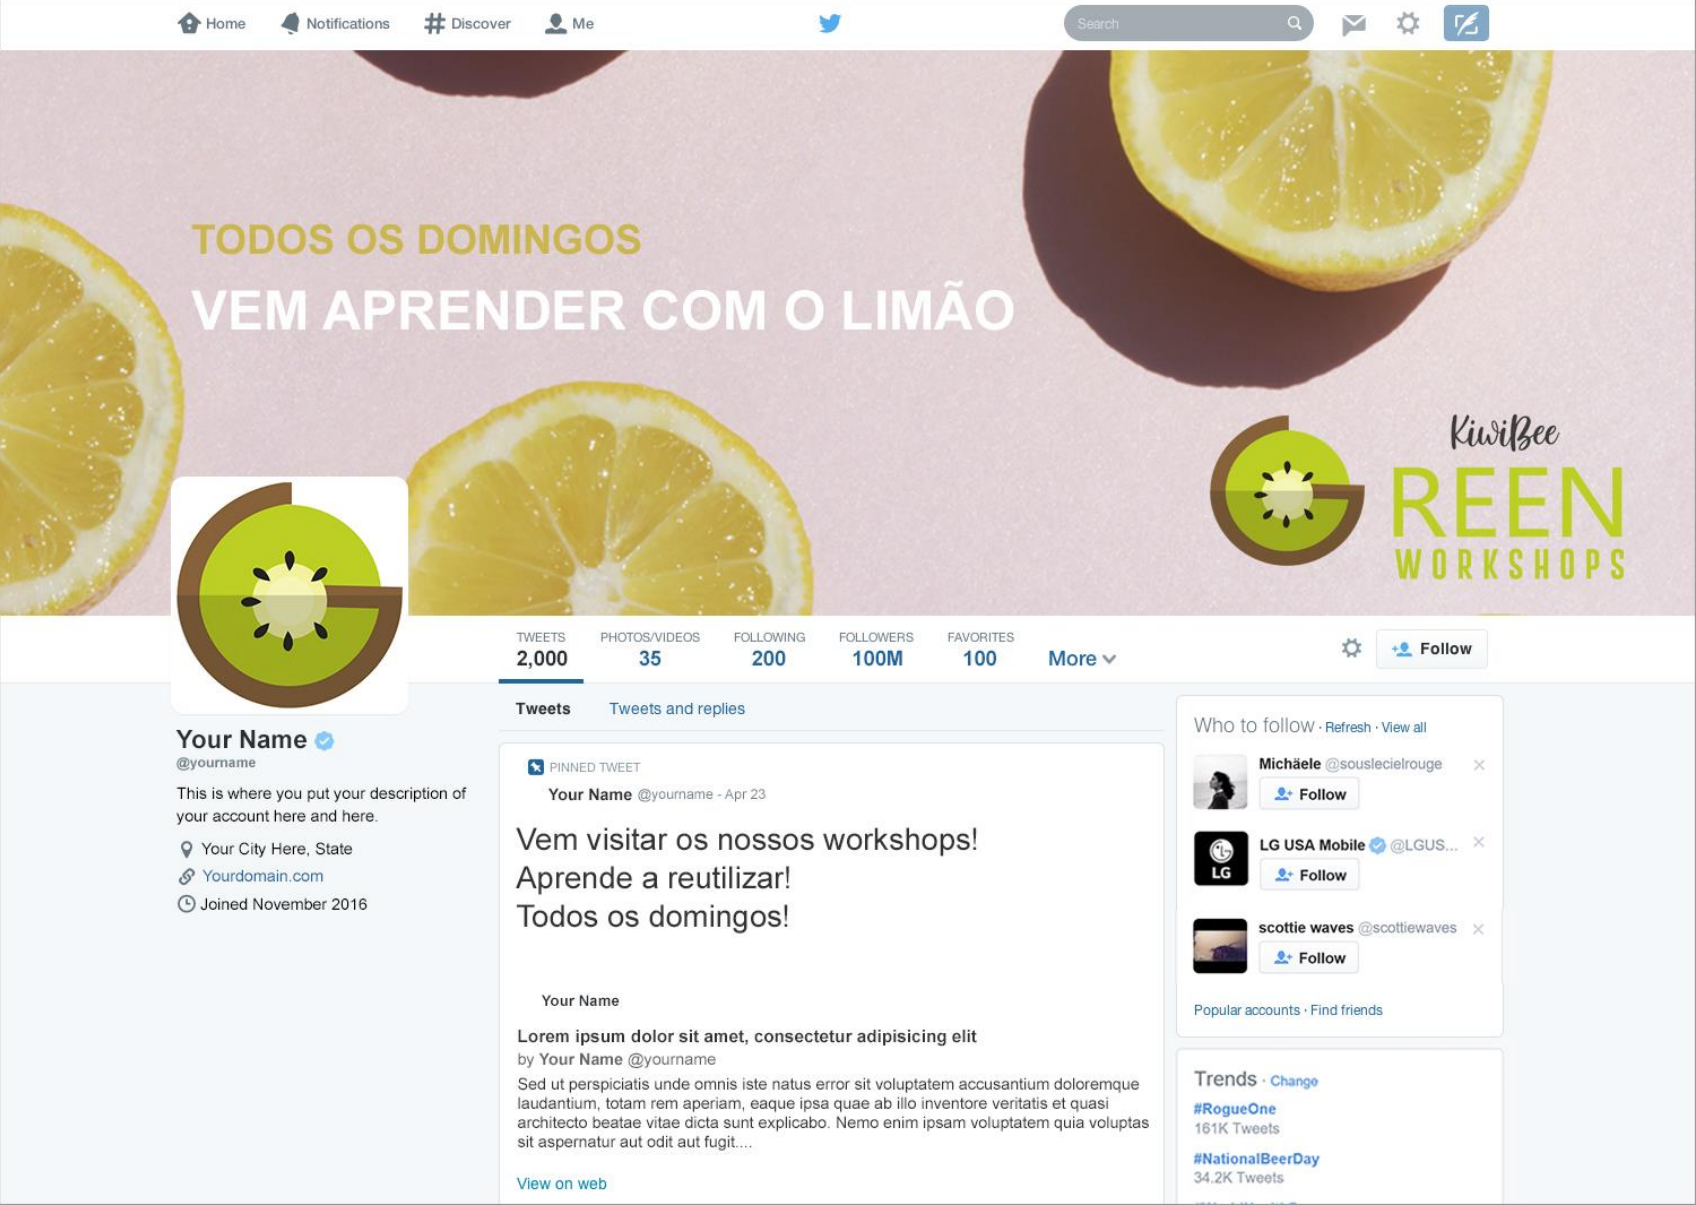 Home Notifications Discover Me Search
TODOS OS DOMINGOS
VEM APRENDER COM O LIMÃO
KiwiBee
REEN
WORKSHOPS
TWEETS PHOTOS/VIDEOS FOLLOWING FOLLOWERS FAVORITES
2,000 35 200 100M 100 More
Follow
Your Name
@yourname
This is where you put your description of
your account here and here.
Your City Here, State
Yourdomain.com
Joined November 2016
Tweets Tweets and replies
PINNED TWEET
Your Name @yourname - Apr 23
Vem visitar os nossos workshops!
Aprende a reutilizar!
Todos os domingos!
Your Name
Lorem ipsum dolor sit amet, consectetur adipisicing elit
by Your Name @yourname
Sed ut perspiciatis unde omnis iste natus error sit voluptatem accusantium doloremque
laudantium, totam rem aperiam, eaque ipsa quae ab illo inventore veritatis et quasi
architecto beatae vitae dicta sunt explicabo. Nemo enim ipsam voluptatem quia voluptas
sit aspernatur aut odit aut fugit....
View on web
Who to follow · Refresh · View all
Michäele @souslecielrouge
Follow
LG
LG USA Mobile @LGUS...
Follow
scottie waves @scottiewaves
Follow
Popular accounts · Find friends
Trends · Change
#RogueOne
161K Tweets
#NationalBeerDay
34.2K Tweets